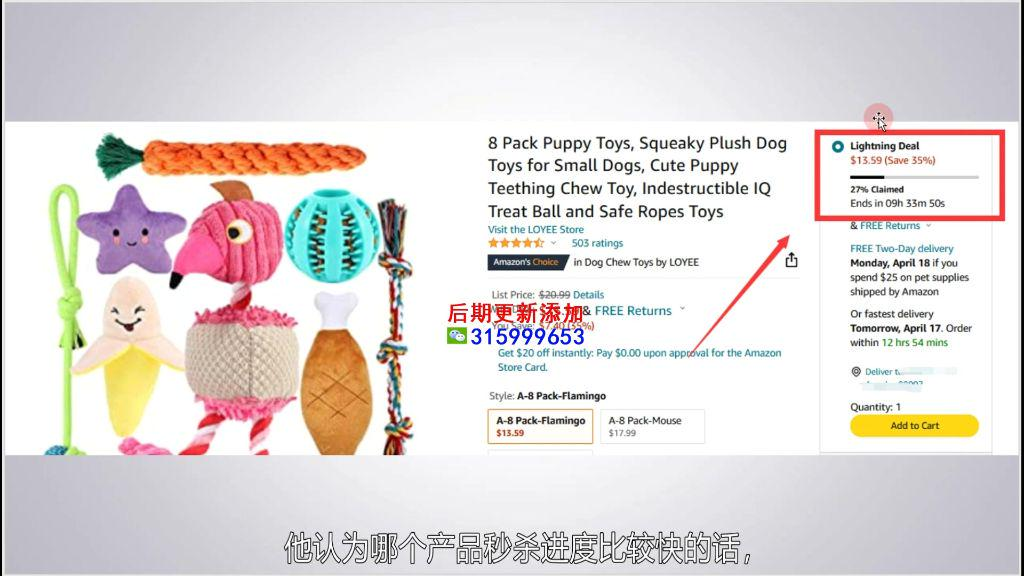 8 Pack Puppy Toys, Squeaky Plush Dog
Toys for Small Dogs, Cute Puppy
Teething Chew Toy, Indestructible IQ
Treat Ball and Safe Ropes Toys
Visit the LOYEE Store
503 ratings
Amazon's Choice in Dog Chew Toys by LOYEE
List Price: $20.99 Details
& FREE Returns
You Save: $7.40 (35%)
后期更新添加
315999653
Get $20 off instantly: Pay $0.00 upon approval for the Amazon
Store Card.
Style: A-8 Pack-Flamingo
A-8 Pack-Flamingo
$13.59
A-8 Pack-Mouse
$17.99
Lightning Deal
$13.59 (Save 35%)
27% Claimed
Ends in 09h 33m 50s
& FREE Returns
FREE Two-Day delivery
Monday, April 18 if you
spend $25 on pet supplies
shipped by Amazon
Or fastest delivery
Tomorrow, April 17. Order
within 12 hrs 54 mins
Deliver
Quantity: 1
Add to Cart
他认为哪个产品秒杀进度比较快的话，